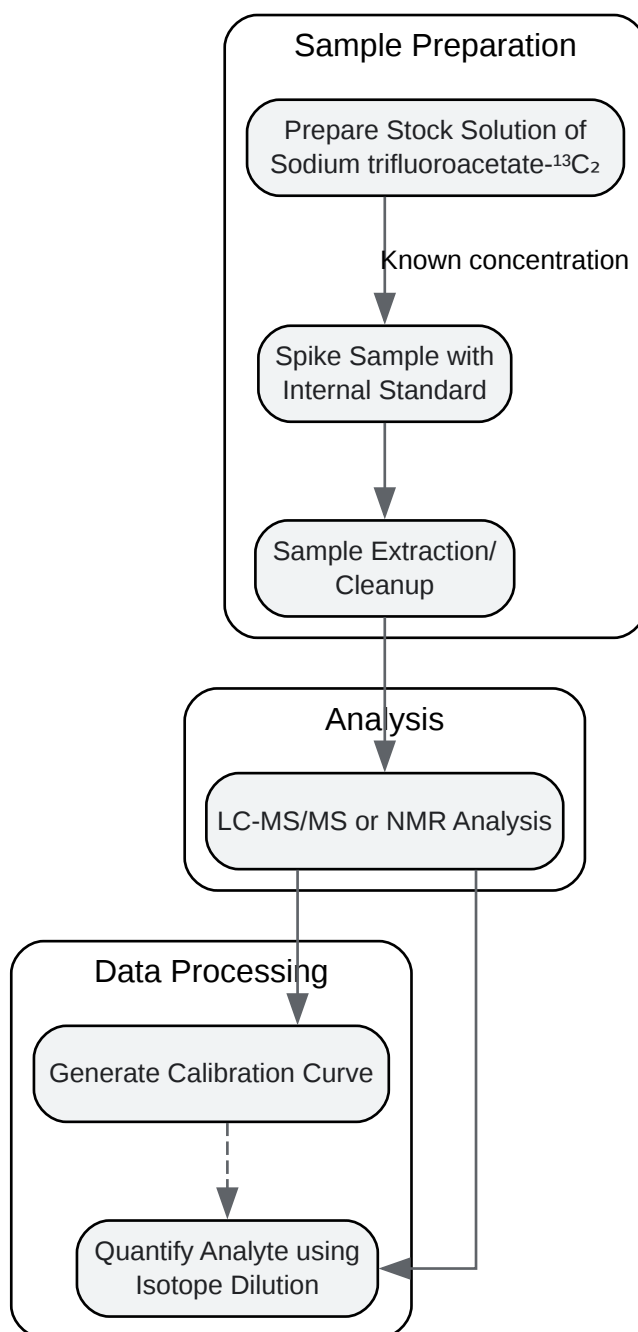 Sample Preparation
Prepare Stock Solution of
Sodium trifluoroacetate-¹³C₂
Known concentration
Spike Sample with
Internal Standard
Sample Extraction/
Cleanup
Analysis
LC-MS/MS or NMR Analysis
Data Processing
Generate Calibration Curve
Quantify Analyte using
Isotope Dilution